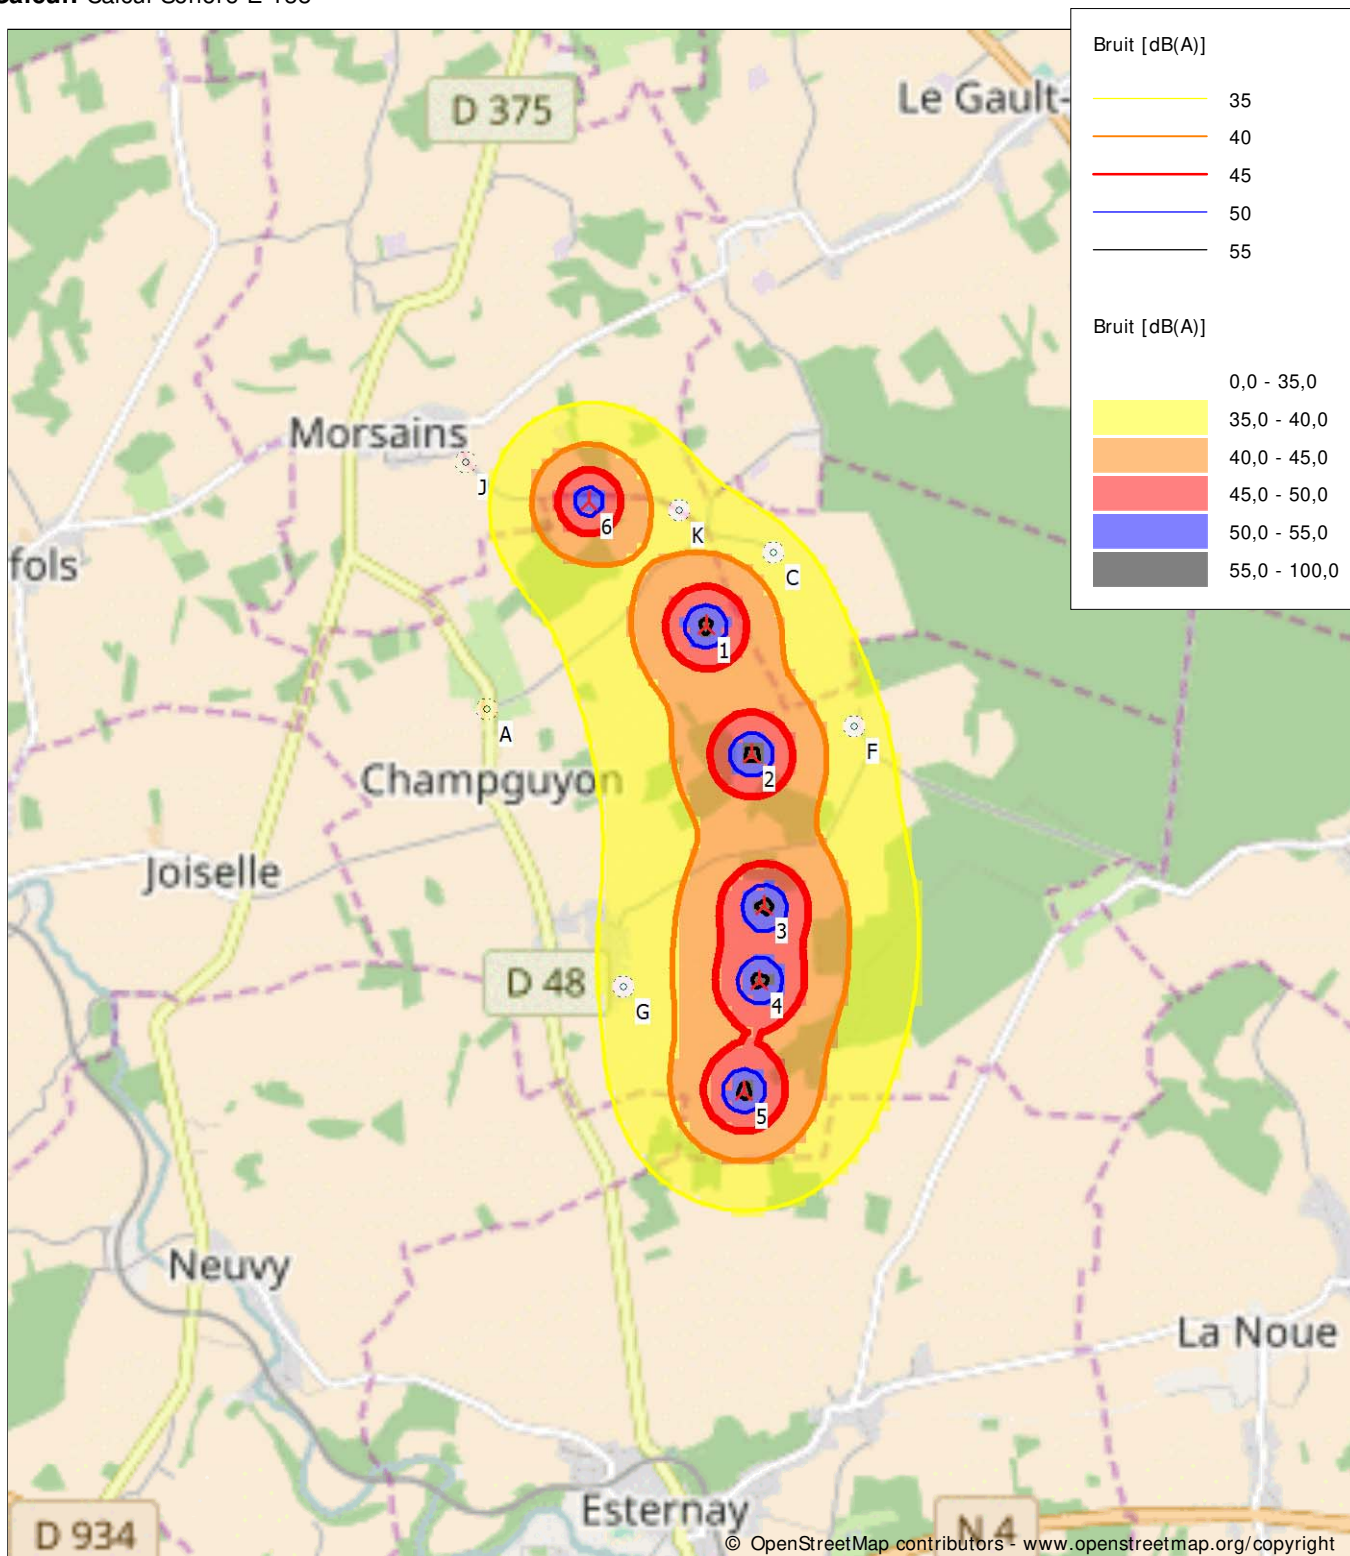 Bruit [dB(A)]
35
40
45
50
55
Bruit [dB(A)]
0,0 - 35,0
35,0 - 40,0
40,0 - 45,0
45,0 - 50,0
50,0 - 55,0
55,0 - 100,0
D 375
Le Gault-
Morsains
J
6
K
C
fols
1
A
F
2
Champguyon
Joiselle
3
D 48
4
G
5
Neuvy
La Noue
Esternay
D 934
N 4
© OpenStreetMap contributors - www.openstreetmap.org/copyright